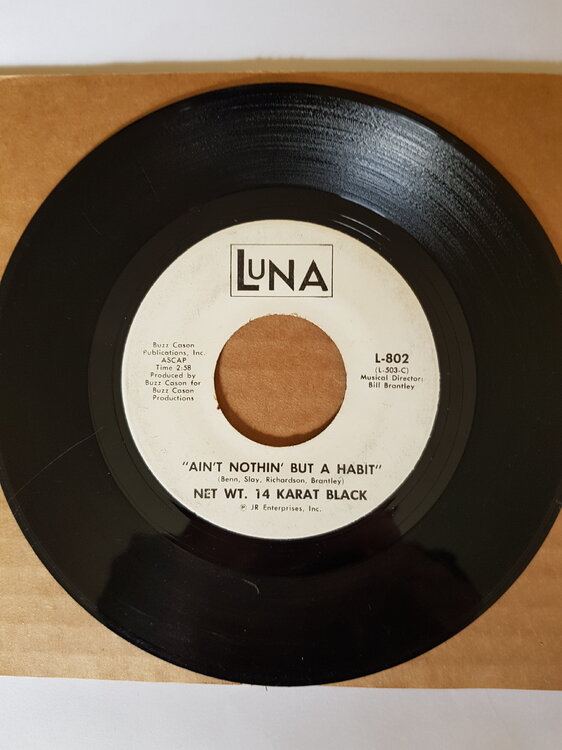 LUNA
Buzz Cason
Publications, Inc.
ASCAP
Time 2:58
Produced by
Buzz Cason for
Buzz Cason
Productions
L-802
(L-503-C)
Musical Director:
Bill Brantley
"AIN'T NOTHIN' BUT A HABIT"
(Benn, Slay, Richardson, Brantley)
NET WT. 14 KARAT BLACK
℗ JR Enterprises, Inc.